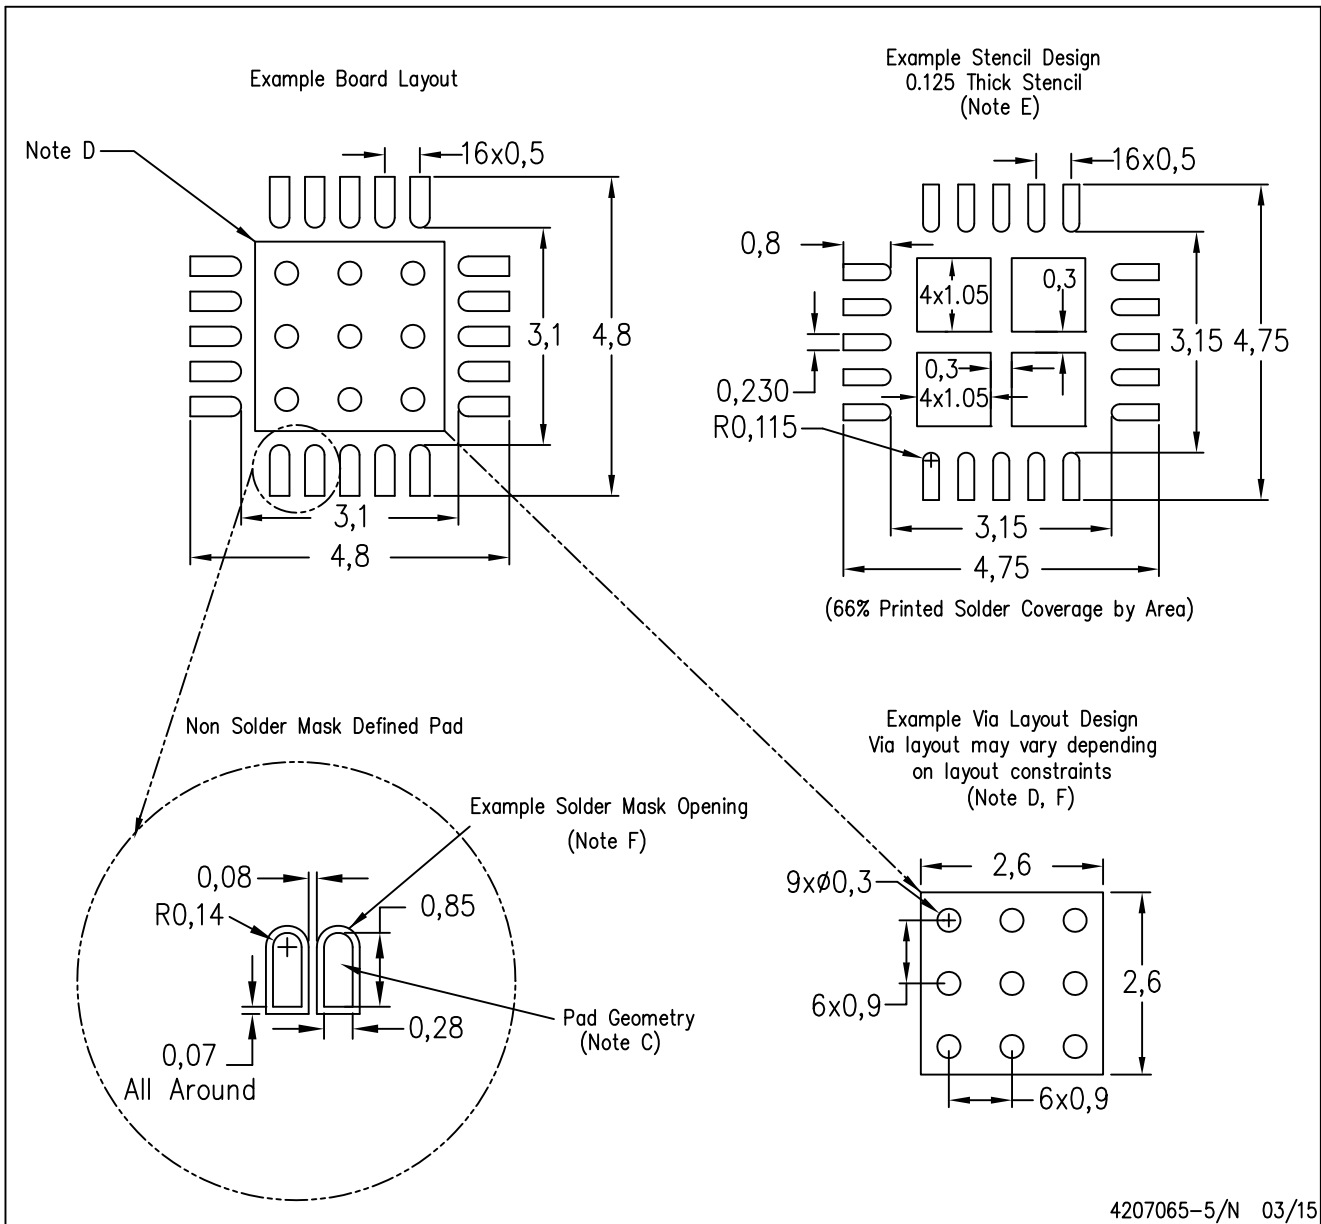 Example Board Layout
Note D
16x0,5
3,1
4,8
3,1
4,8
Example Stencil Design
0.125 Thick Stencil
(Note E)
16x0,5
0,8
4x1.05
0,3
3,15
4,75
0,3
4x1.05
0,230
R0,115
3,15
4,75
(66% Printed Solder Coverage by Area)
Non Solder Mask Defined Pad
Example Solder Mask Opening
(Note F)
0,08
R0,14
0,85
0,28
Pad Geometry
(Note C)
0,07
All Around
Example Via Layout Design
Via layout may vary depending
on layout constraints
(Note D, F)
2,6
9xø0,3
6x0,9
2,6
6x0,9
4207065-5/N 03/15